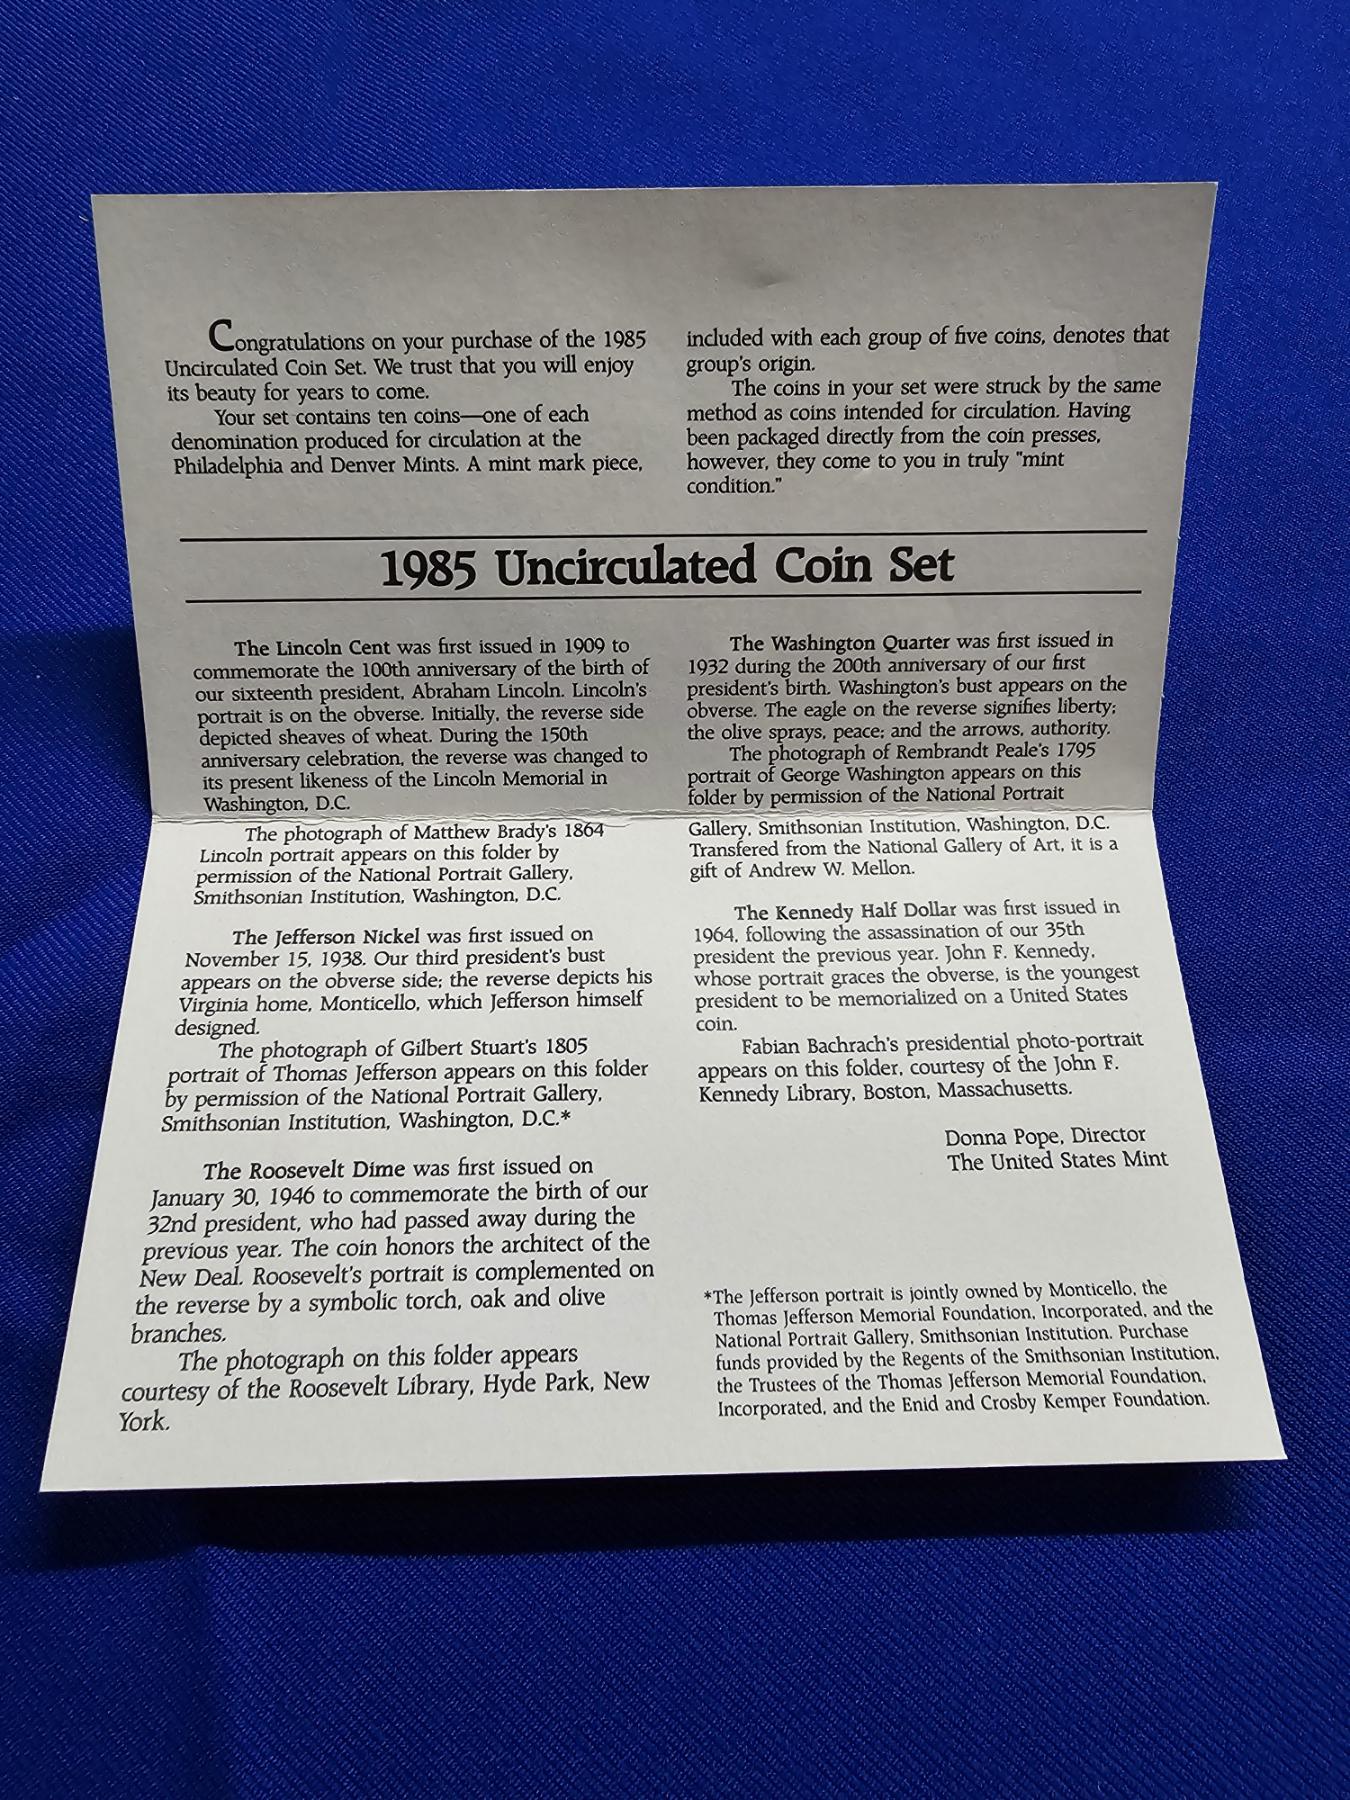 Congratulations on your purchase of the 1985
Uncirculated Coin Set. We trust that you will enjoy
its beauty for years to come.
Your set contains ten coins—one of each
denomination produced for circulation at the
Philadelphia and Denver Mints. A mint mark piece,
included with each group of five coins, denotes that
group's origin.
The coins in your set were struck by the same
method as coins intended for circulation. Having
been packaged directly from the coin presses,
however, they come to you in truly "mint
condition."
1985 Uncirculated Coin Set
The Lincoln Cent was first issued in 1909 to
commemorate the 100th anniversary of the birth of
our sixteenth president, Abraham Lincoln. Lincoln's
portrait is on the obverse. Initially, the reverse side
depicted sheaves of wheat. During the 150th
anniversary celebration, the reverse was changed to
its present likeness of the Lincoln Memorial in
Washington, D.C.
The photograph of Matthew Brady's 1864
Lincoln portrait appears on this folder by
permission of the National Portrait Gallery,
Smithsonian Institution, Washington, D.C.
The Jefferson Nickel was first issued on
November 15, 1938. Our third president's bust
appears on the obverse side; the reverse depicts his
Virginia home, Monticello, which Jefferson himself
designed.
The photograph of Gilbert Stuart's 1805
portrait of Thomas Jefferson appears on this folder
by permission of the National Portrait Gallery,
Smithsonian Institution, Washington, D.C.*
The Roosevelt Dime was first issued on
January 30, 1946 to commemorate the birth of our
32nd president, who had passed away during the
previous year. The coin honors the architect of the
New Deal. Roosevelt's portrait is complemented on
the reverse by a symbolic torch, oak and olive
branches.
The photograph on this folder appears
courtesy of the Roosevelt Library, Hyde Park, New
York.
The Washington Quarter was first issued in
1932 during the 200th anniversary of our first
president's birth. Washington's bust appears on the
obverse. The eagle on the reverse signifies liberty;
the olive sprays, peace; and the arrows, authority.
The photograph of Rembrandt Peale's 1795
portrait of George Washington appears on this
folder by permission of the National Portrait
Gallery, Smithsonian Institution, Washington, D.C.
Transfered from the National Gallery of Art, it is a
gift of Andrew W. Mellon.
The Kennedy Half Dollar was first issued in
1964, following the assassination of our 35th
president the previous year. John F. Kennedy,
whose portrait graces the obverse, is the youngest
president to be memorialized on a United States
coin.
Fabian Bachrach's presidential photo-portrait
appears on this folder, courtesy of the John F.
Kennedy Library, Boston, Massachusetts.
Donna Pope, Director
The United States Mint
*The Jefferson portrait is jointly owned by Monticello, the
Thomas Jefferson Memorial Foundation, Incorporated, and the
National Portrait Gallery, Smithsonian Institution. Purchase
funds provided by the Regents of the Smithsonian Institution,
the Trustees of the Thomas Jefferson Memorial Foundation,
Incorporated, and the Enid and Crosby Kemper Foundation.